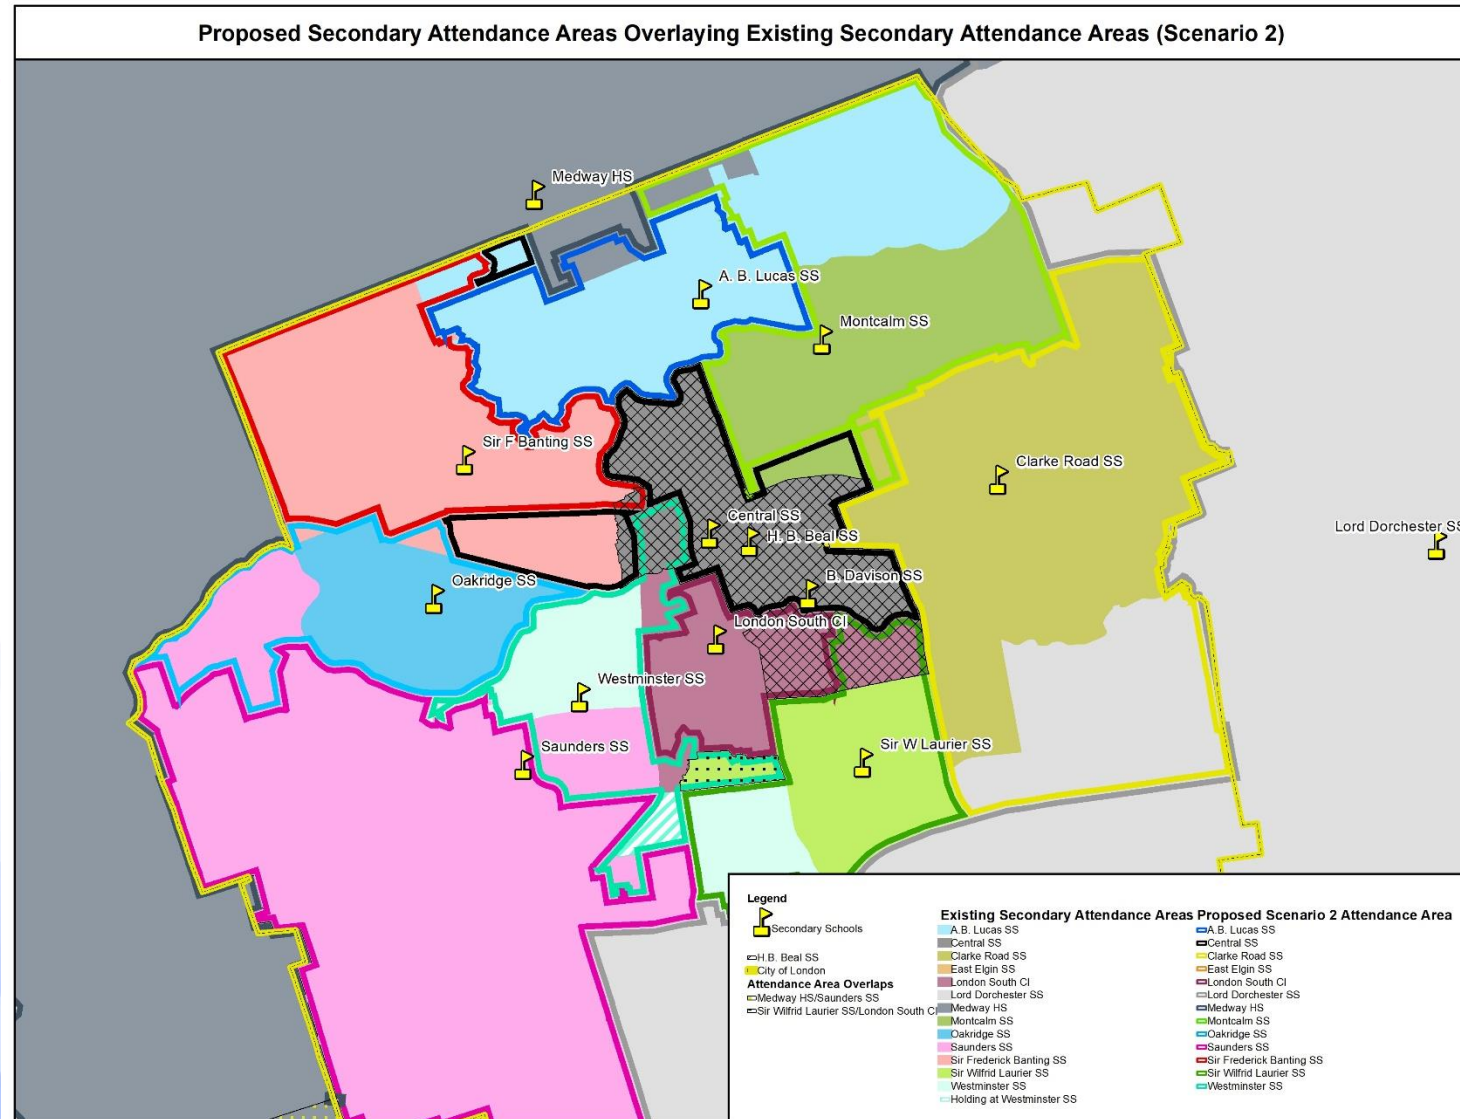 Proposed Secondary Attendance Areas Overlaying Existing Secondary Attendance Areas (Scenario 2)
Medway HS
A. B. Lucas SS
Montcalm SS
Sir F Banting SS
Clarke Road SS
Central SS
H. B. Beal SS
Lord Dorchester SS
Oakridge SS
B. Davison SS
London South CI
Westminster SS
Saunders SS
Sir W Laurier SS
Legend
Secondary Schools
H.B. Beal SS
City of London
Attendance Area Overlaps
Medway HS/Saunders SS
Sir Wilfrid Laurier SS/London South CI
Existing Secondary Attendance Areas
A.B. Lucas SS
Central SS
Clarke Road SS
East Elgin SS
London South CI
Lord Dorchester SS
Medway HS
Montcalm SS
Oakridge SS
Saunders SS
Sir Frederick Banting SS
Sir Wilfrid Laurier SS
Westminster SS
Holding at Westminster SS
Proposed Scenario 2 Attendance Area
A.B. Lucas SS
Central SS
Clarke Road SS
East Elgin SS
London South CI
Lord Dorchester SS
Medway HS
Montcalm SS
Oakridge SS
Saunders SS
Sir Frederick Banting SS
Sir Wilfrid Laurier SS
Westminster SS